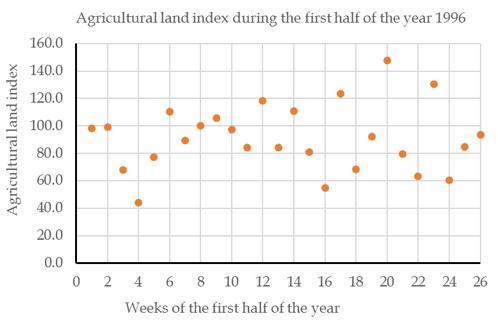 Agricultural land index during the first half of the year 1996
Agricultural land index
160.0
140.0
120.0
100.0
80.0
60.0
40.0
20.0
0.0
0 2 4 6 8 10 12 14 16 18 20 22 24 26
Weeks of the first half of the year